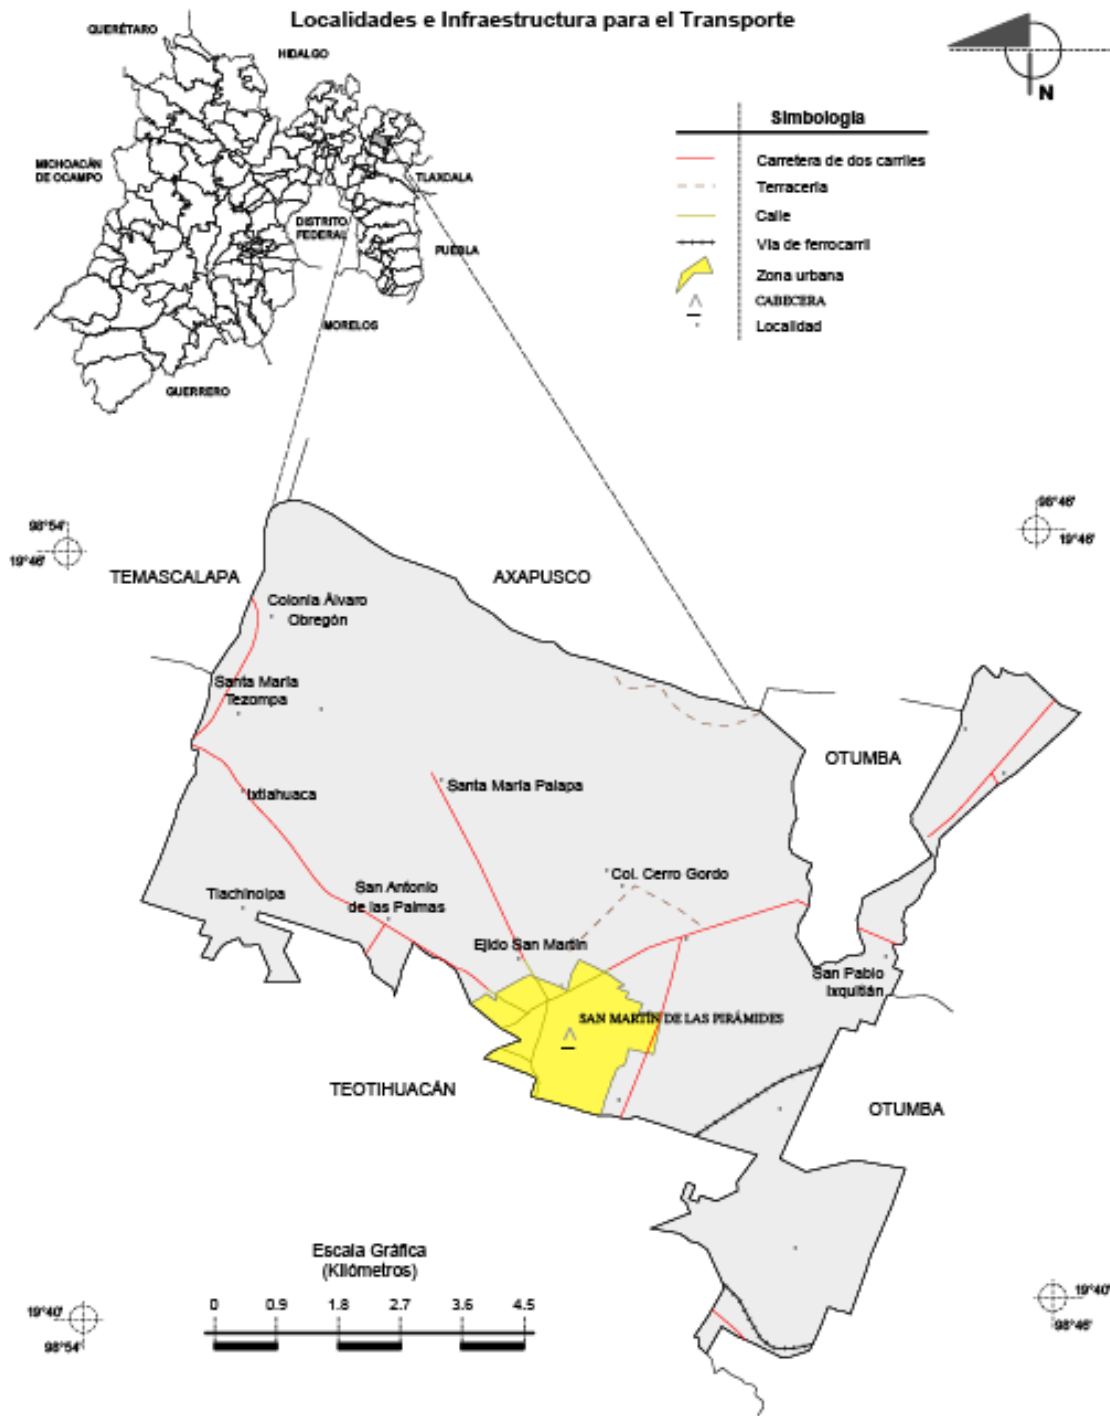 Localidades e Infraestructura para el Transporte
QUERÉTARO
HIDALGO
MICHOACÁN
DE OCAMPO
TLAXCALA
DISTRITO
FEDERAL
PUEBLA
MORELOS
GUERRERO
N
Simbología
Carretera de dos carriles
Terracería
Calle
Vía de ferrocarril
Zona urbana
CABECERA
Localidad
98°54'
19°46'
98°46'
19°46'
TEMASCALAPA
AXAPUSCO
Colonia Álvaro
Obregón
Santa María
Tezompa
OTUMBA
Ixtlahuaca
Santa María Palapa
Col. Cerro Gordo
Tlachinolpa
San Antonio
de las Palmas
Ejido San Martín
San Pablo
Ixquitlán
SAN MARTÍN DE LAS PIRÁMIDES
TEOTIHUACÁN
OTUMBA
Escala Gráfica
(Kilómetros)
0 0.9 1.8 2.7 3.6 4.5
19°40'
98°54'
19°40'
98°46'